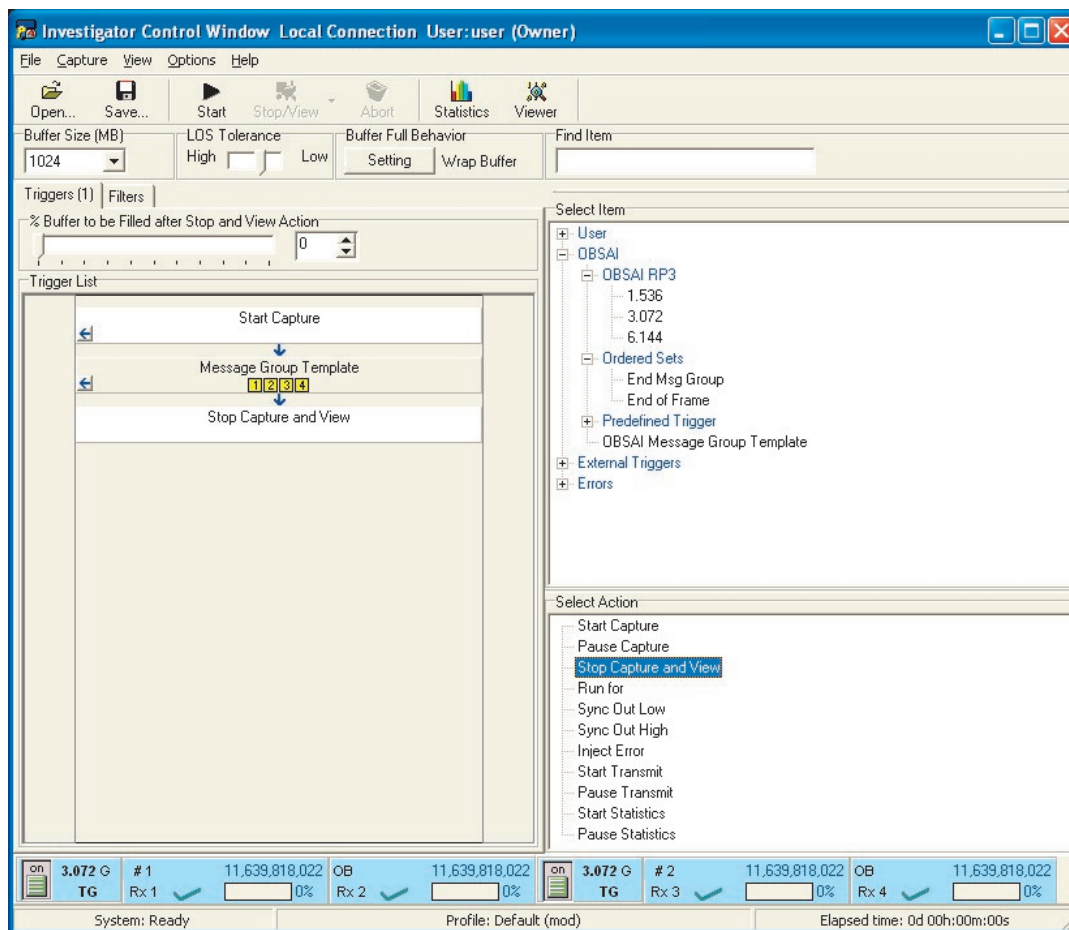 Investigator Control Window Local Connection User:user (Owner)
File Capture View Options Help
Open... Save... Start Stop/View Abort Statistics Viewer
Buffer Size (MB) LOS Tolerance Buffer Full Behavior Find Item
1024 High Low Setting Wrap Buffer
Triggers (1) Filters
% Buffer to be Filled after Stop and View Action
0
Trigger List
Start Capture
Message Group Template
1 2 3 4
Stop Capture and View
Select Item
User
OBSAI
OBSAI RP3
1.536
3.072
6.144
Ordered Sets
End Msg Group
End of Frame
Predefined Trigger
OBSAI Message Group Template
External Triggers
Errors
Select Action
Start Capture
Pause Capture
Stop Capture and View
Run for
Sync Out Low
Sync Out High
Inject Error
Start Transmit
Pause Transmit
Start Statistics
Pause Statistics
on 3.072 G # 1 11,639,818,022 OB 11,639,818,022 on 3.072 G # 2 11,639,818,022 OB 11,639,818,022
TG Rx 1 0% Rx 2 0% TG Rx 3 0% Rx 4 0%
System: Ready Profile: Default (mod) Elapsed time: 0d 00h:00m:00s